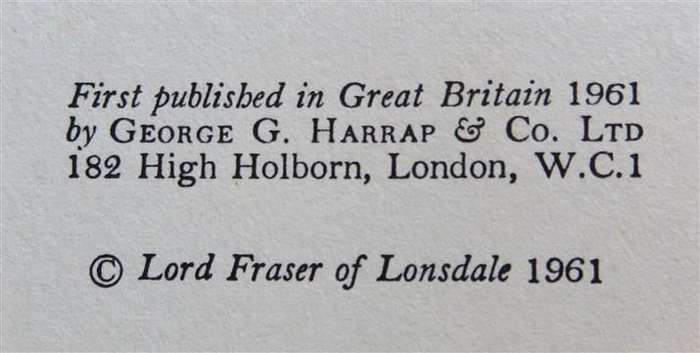 First published in Great Britain 1961
by George G. Harrap & Co. Ltd
182 High Holborn, London, W.C.1
© Lord Fraser of Lonsdale 1961